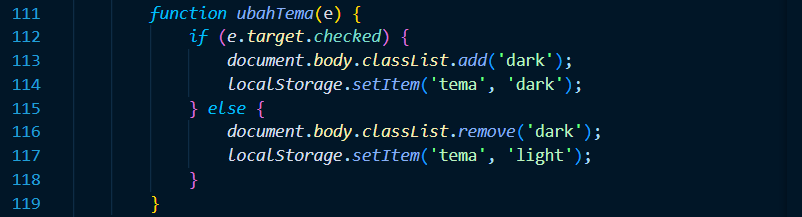 111 function ubahTema(e) {
112 if (e.target.checked) {
113 document.body.classList.add('dark');
114 localStorage.setItem('tema', 'dark');
115 } else {
116 document.body.classList.remove('dark');
117 localStorage.setItem('tema', 'light');
118 }
119 }